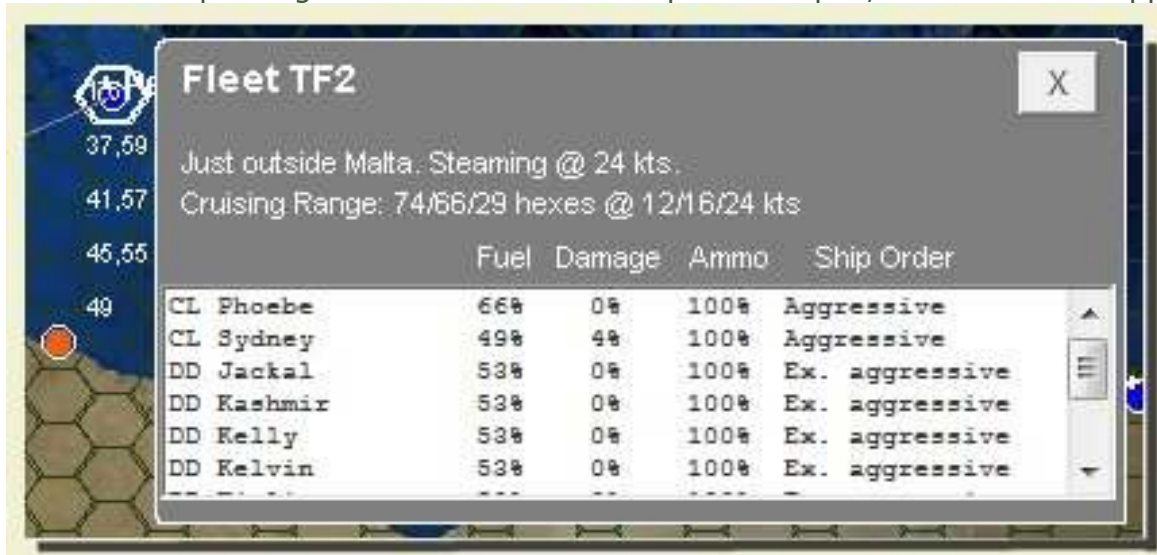 Fleet TF2
X
37,59
41,57
45,55
49
Just outside Malta. Steaming @ 24 kts.
Cruising Range: 74/66/29 hexes @ 12/16/24 kts
Fuel Damage Ammo Ship Order
CL Phoebe 66% 0% 100% Aggressive
CL Sydney 49% 4% 100% Aggressive
DD Jackal 53% 0% 100% Ex. aggressive
DD Kashmir 53% 0% 100% Ex. aggressive
DD Kelly 53% 0% 100% Ex. aggressive
DD Kelvin 53% 0% 100% Ex. aggressive